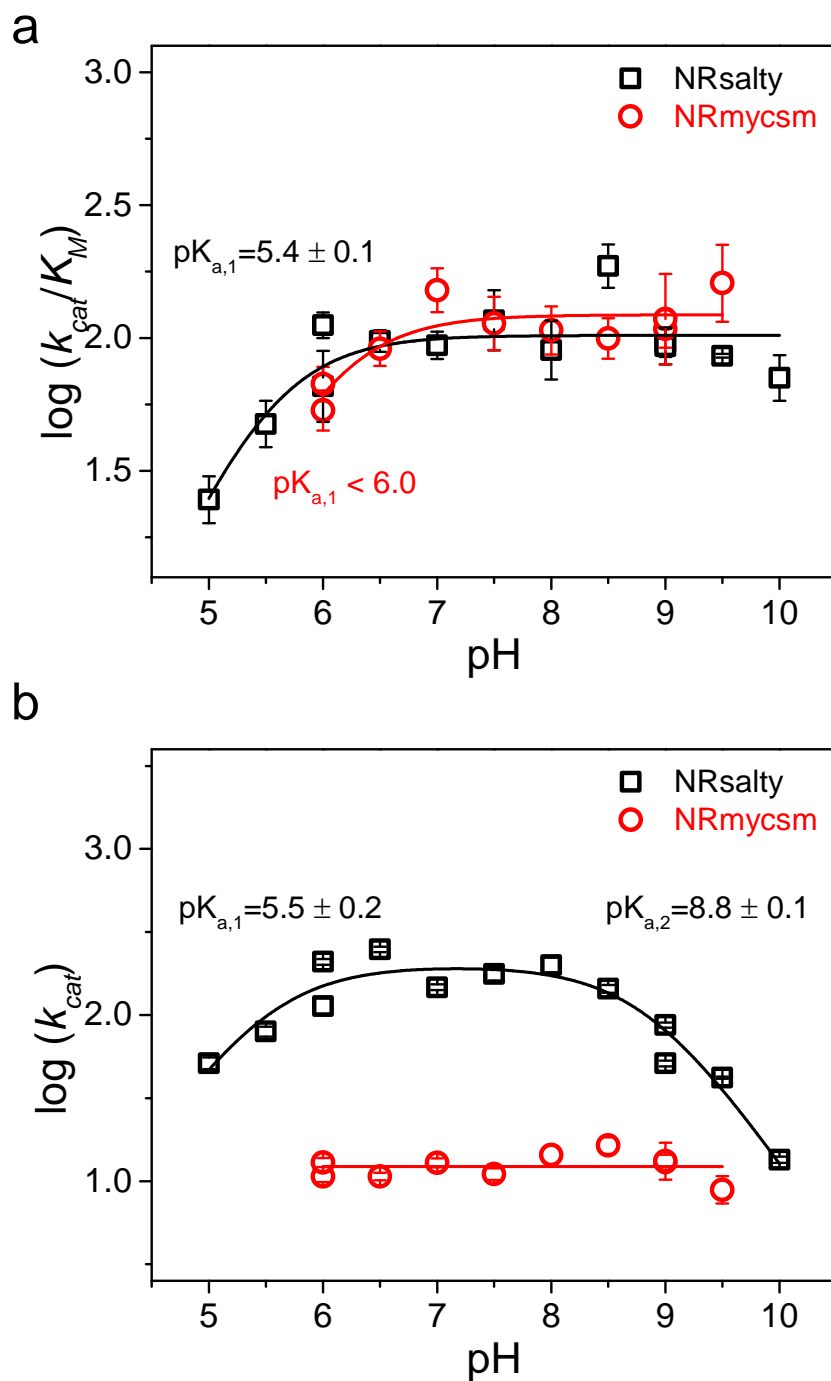 a
3.0
NRsalty
NRmycsm
2.5
pKa,1=5.4 ± 0.1
log (kcat/KM)
2.0
1.5
pKa,1 < 6.0
5 6 7 8 9 10
pH
b
NRsalty
NRmycsm
3.0
pKa,1=5.5 ± 0.2 pKa,2=8.8 ± 0.1
log (kcat)
2.0
1.0
5 6 7 8 9 10
pH